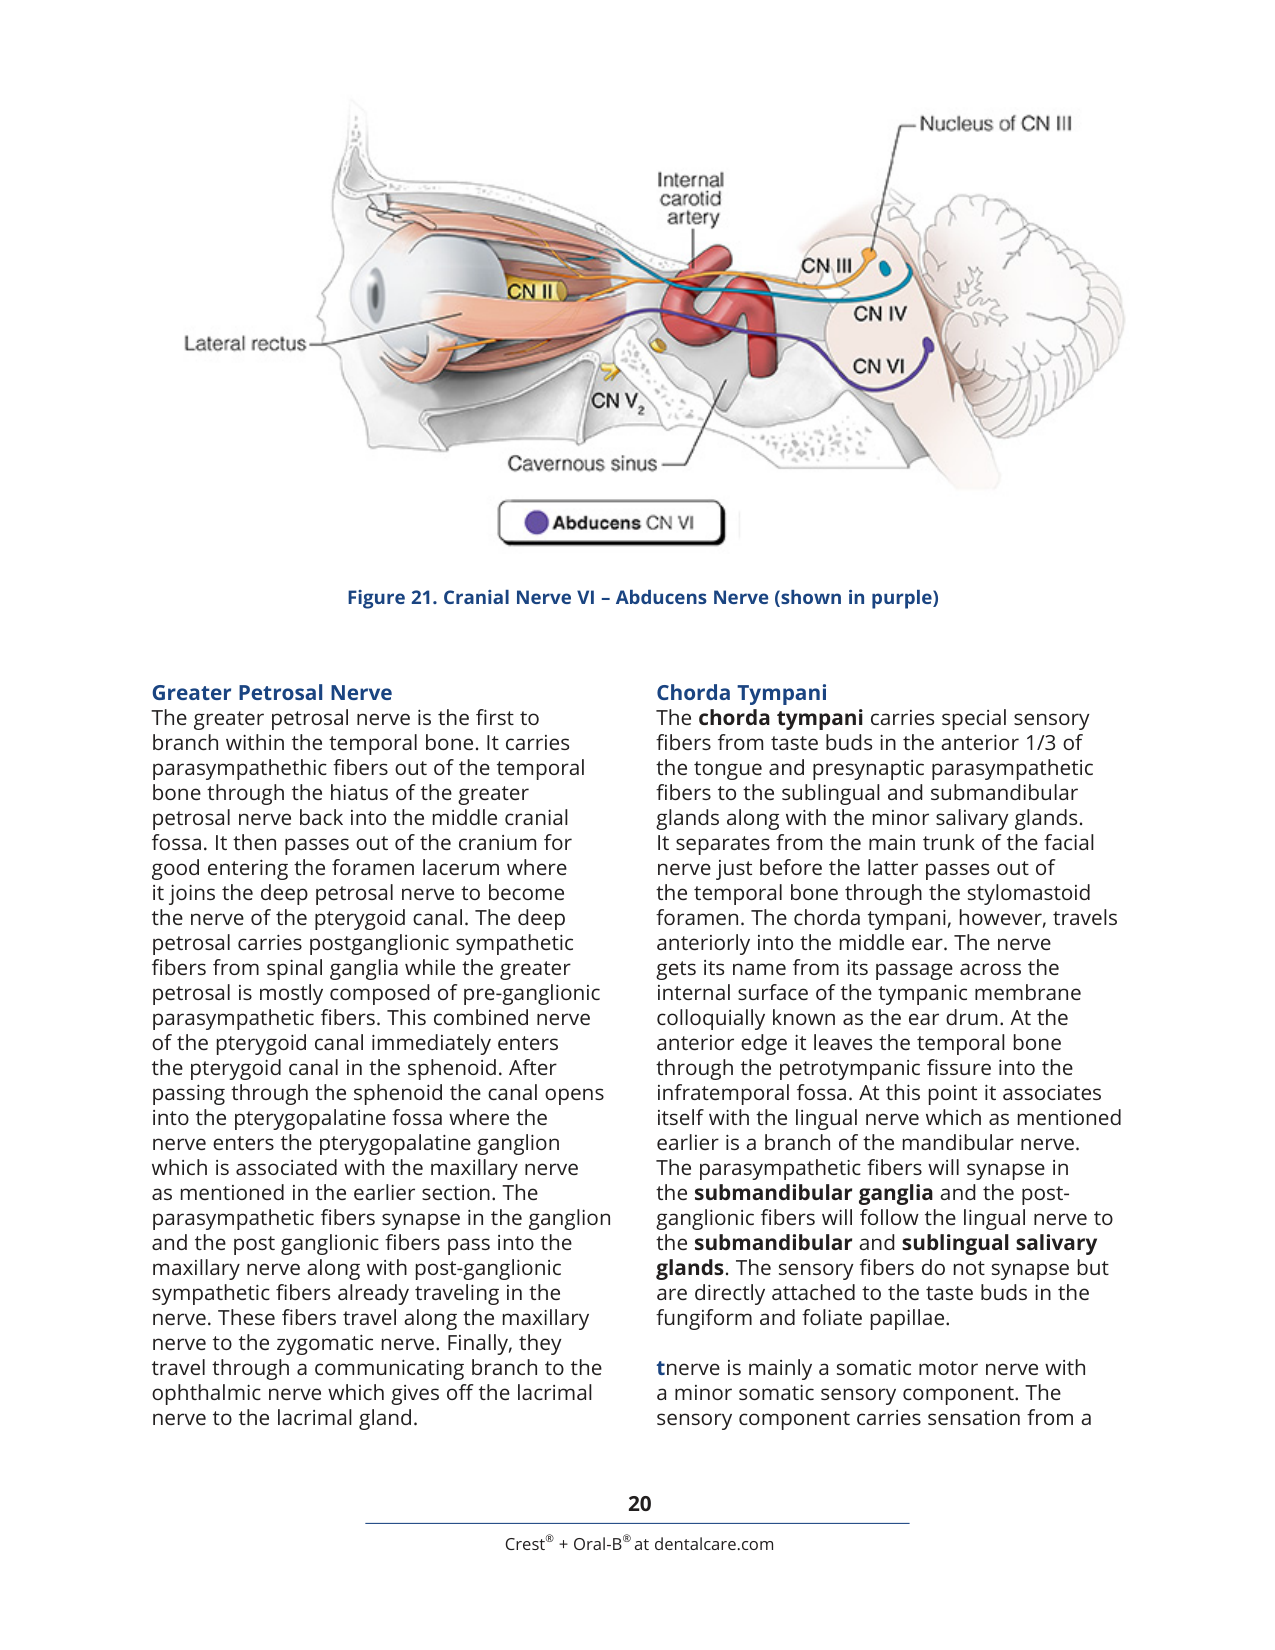 Nucleus of CN III
Internal
carotid
artery
CN III
CN II
CN IV
Lateral rectus
CN VI
CN V2
Cavernous sinus
Abducens CN VI
Figure 21. Cranial Nerve VI – Abducens Nerve (shown in purple)
Greater Petrosal Nerve
The greater petrosal nerve is the first to
branch within the temporal bone. It carries
parasympathethic fibers out of the temporal
bone through the hiatus of the greater
petrosal nerve back into the middle cranial
fossa. It then passes out of the cranium for
good entering the foramen lacerum where
it joins the deep petrosal nerve to become
the nerve of the pterygoid canal. The deep
petrosal carries postganglionic sympathetic
fibers from spinal ganglia while the greater
petrosal is mostly composed of pre-ganglionic
parasympathetic fibers. This combined nerve
of the pterygoid canal immediately enters
the pterygoid canal in the sphenoid. After
passing through the sphenoid the canal opens
into the pterygopalatine fossa where the
nerve enters the pterygopalatine ganglion
which is associated with the maxillary nerve
as mentioned in the earlier section. The
parasympathetic fibers synapse in the ganglion
and the post ganglionic fibers pass into the
maxillary nerve along with post-ganglionic
sympathetic fibers already traveling in the
nerve. These fibers travel along the maxillary
nerve to the zygomatic nerve. Finally, they
travel through a communicating branch to the
ophthalmic nerve which gives off the lacrimal
nerve to the lacrimal gland.
Chorda Tympani
The chorda tympani carries special sensory
fibers from taste buds in the anterior 1/3 of
the tongue and presynaptic parasympathetic
fibers to the sublingual and submandibular
glands along with the minor salivary glands.
It separates from the main trunk of the facial
nerve just before the latter passes out of
the temporal bone through the stylomastoid
foramen. The chorda tympani, however, travels
anteriorly into the middle ear. The nerve
gets its name from its passage across the
internal surface of the tympanic membrane
colloquially known as the ear drum. At the
anterior edge it leaves the temporal bone
through the petrotympanic fissure into the
infratemporal fossa. At this point it associates
itself with the lingual nerve which as mentioned
earlier is a branch of the mandibular nerve.
The parasympathetic fibers will synapse in
the submandibular ganglia and the post-
ganglionic fibers will follow the lingual nerve to
the submandibular and sublingual salivary
glands. The sensory fibers do not synapse but
are directly attached to the taste buds in the
fungiform and foliate papillae.
tnerve is mainly a somatic motor nerve with
a minor somatic sensory component. The
sensory component carries sensation from a
20
Crest® + Oral-B® at dentalcare.com